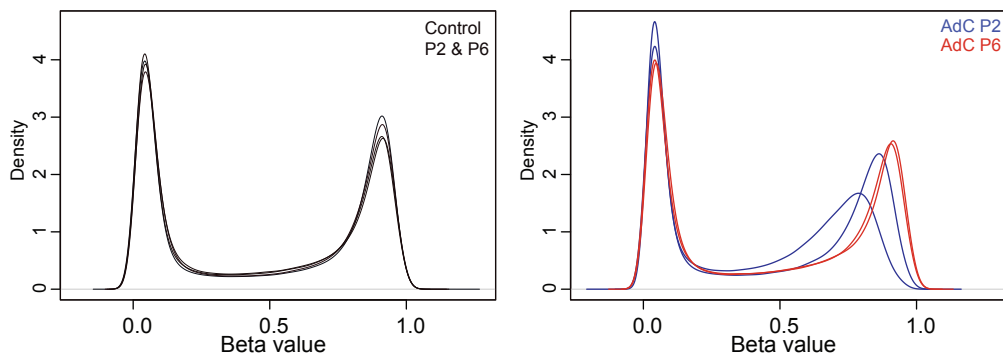 Control
P2 & P6
Density
4
3
2
1
0
0.0 0.5 1.0
Beta value
AdC P2
AdC P6
Density
4
3
2
1
0
0.0 0.5 1.0
Beta value